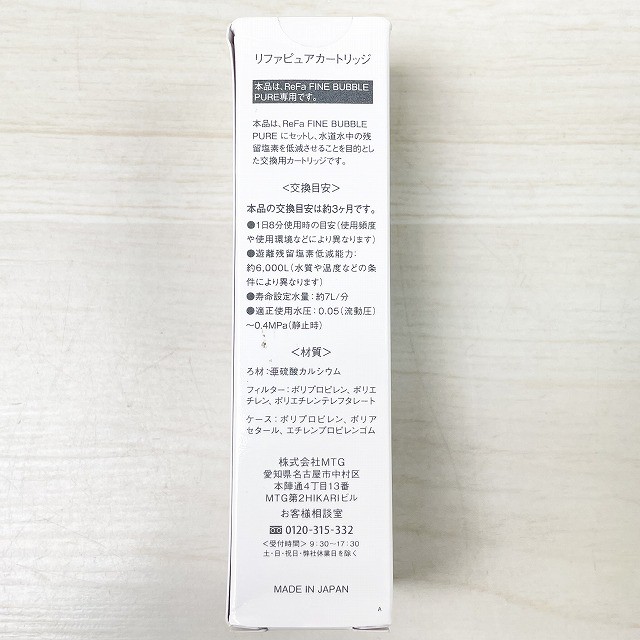 リファピュアカートリッジ
本品は、ReFa FINE BUBBLE
PURE専用です。
本品は、ReFa FINE BUBBLE
PURE にセットし、水道水中の残
留塩素を低減させることを目的とし
た交換用カートリッジです。
＜交換目安＞
本品の交換目安は約3ヶ月です。
●1日8分使用時の目安（使用頻度
や使用環境などにより異なります）
●遊離残留塩素低減能力：
約6,000L（水質や温度などの条
件により異なります）
●寿命設定水量：約7L/分
●適正使用水圧：0.05（流動圧）
～0.4MPa（静止時）
＜材質＞
ろ材：亜硫酸カルシウム
フィルター：ポリプロピレン、ポリエ
チレン、ポリエチレンテレフタレート
ケース：ポリプロピレン、ポリア
セタール、エチレンプロピレンゴム
株式会社MTG
愛知県名古屋市中村区
本陣通4丁目13番
MTG第2HIKARIビル
お客様相談室
0120-315-332
＜受付時間＞9：30～17：30
土・日・祝日・弊社休業日を除く
MADE IN JAPAN
A